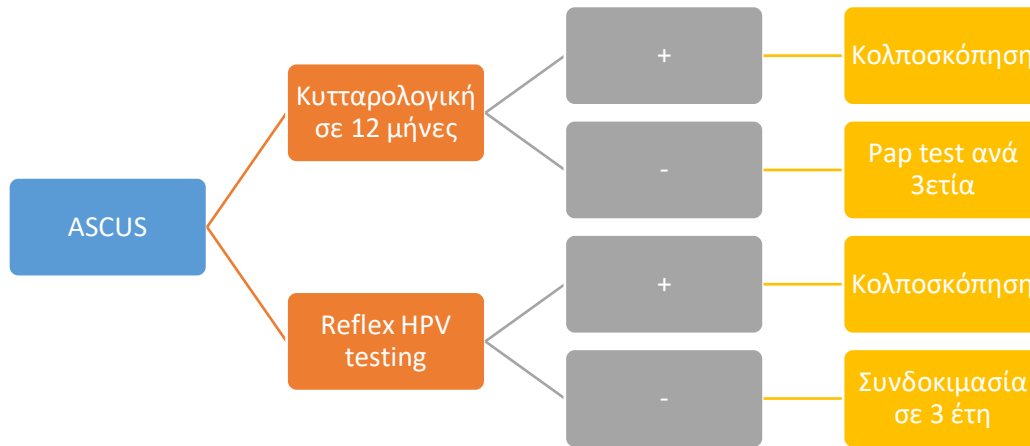 ASCUS
Κυτταρολογική
σε 12 μήνες
+
Κολποσκόπηση
-
Pap test ανά
3ετία
Reflex HPV
testing
+
Κολποσκόπηση
-
Συνδοκιμασία
σε 3 έτη